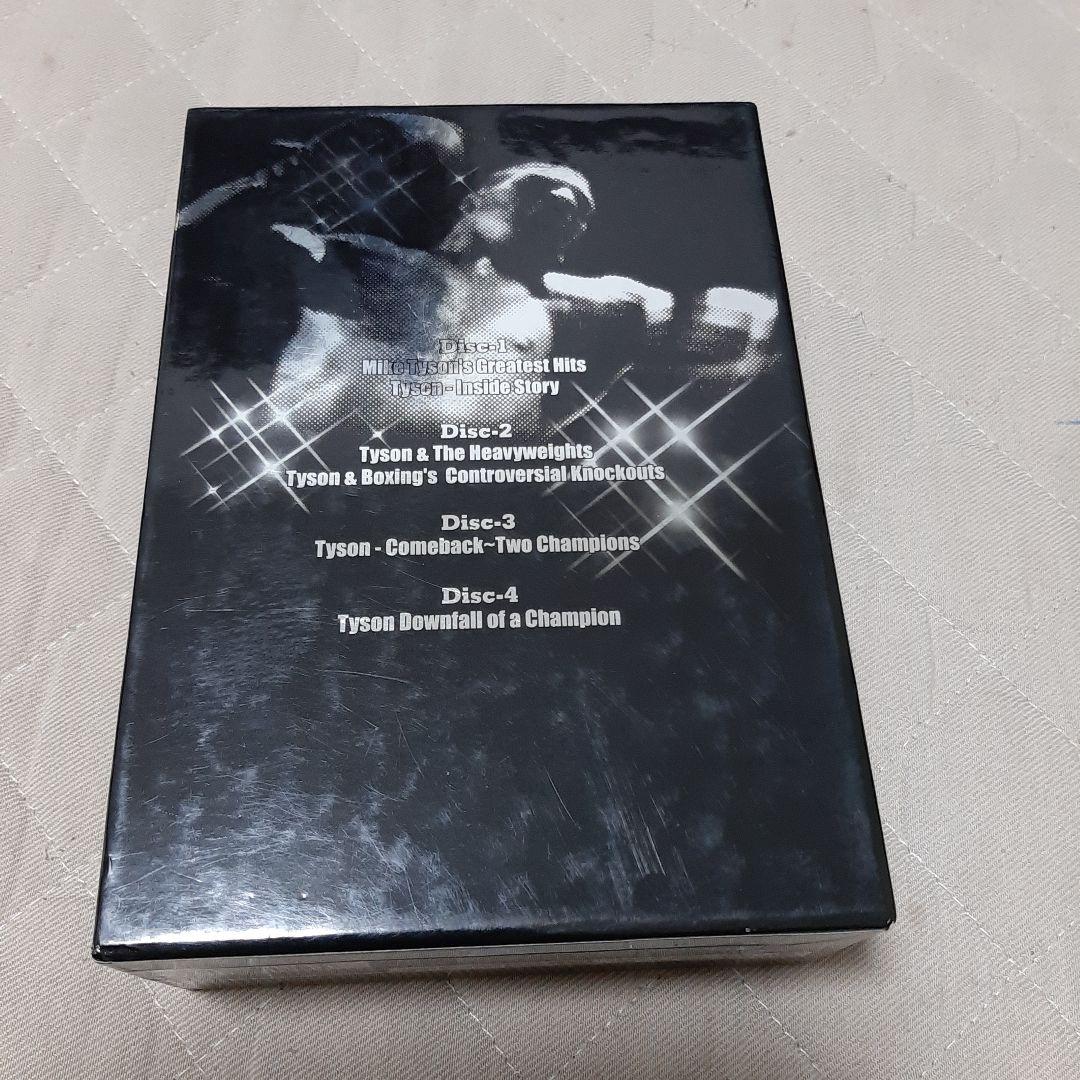 Disc-1
Mike Tyson's Greatest Hits
Tyson - Inside Story
Disc-2
Tyson & The Heavyweights
Tyson & Boxing's Controversial Knockouts
Disc-3
Tyson - Comeback~Two Champions
Disc-4
Tyson Downfall of a Champion